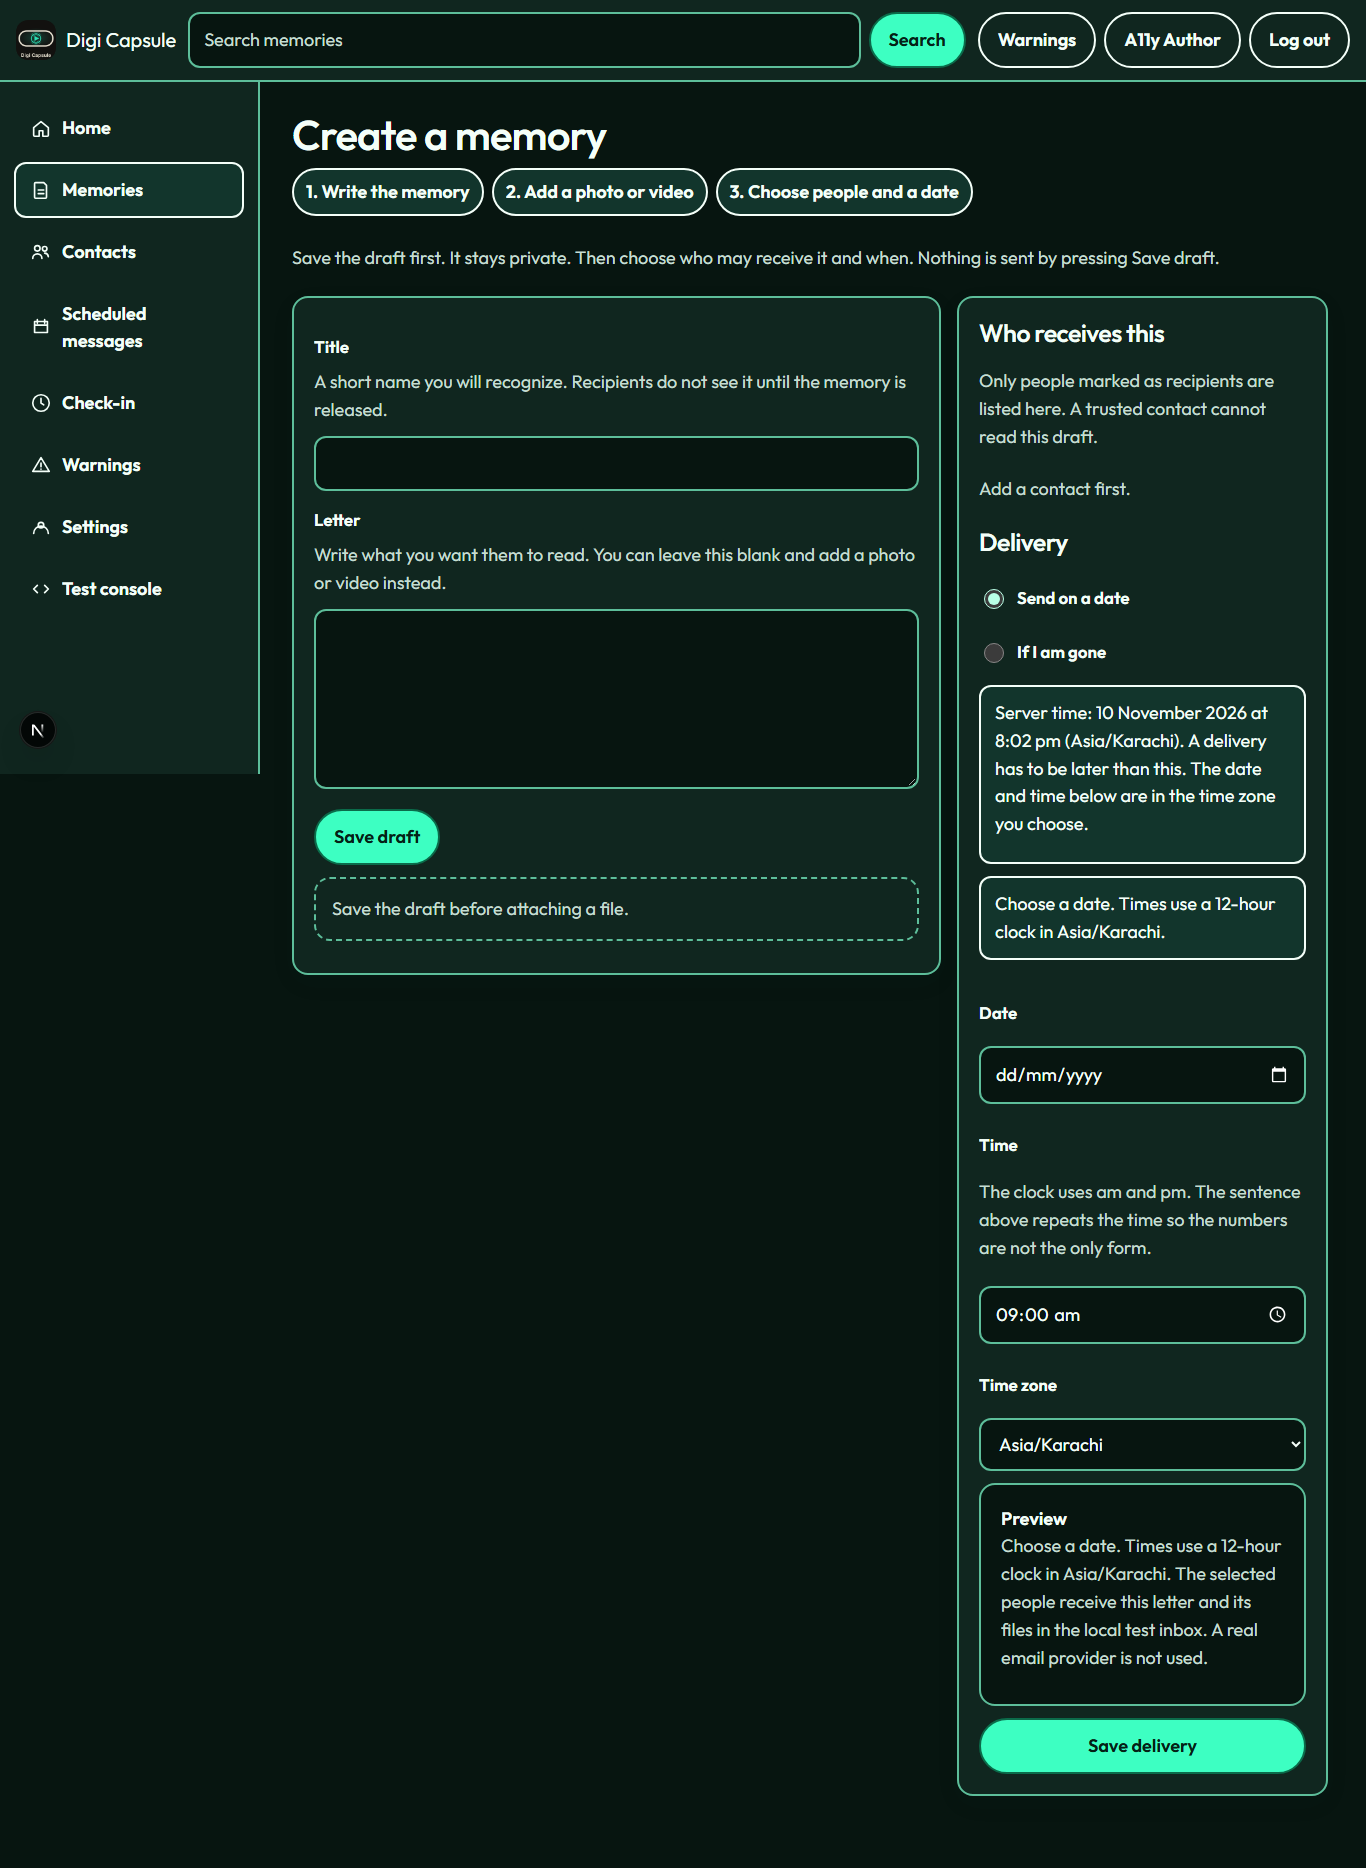 Digi Capsule
Digi Capsule
Search memories
Search
Warnings
A11y Author
Log out
Home
Memories
Contacts
Scheduled
messages
Check-in
Warnings
Settings
Test console
N
Create a memory
1. Write the memory
2. Add a photo or video
3. Choose people and a date
Save the draft first. It stays private. Then choose who may receive it and when. Nothing is sent by pressing Save draft.
Title
A short name you will recognize. Recipients do not see it until the memory is
released.
Letter
Write what you want them to read. You can leave this blank and add a photo
or video instead.
Save draft
Save the draft before attaching a file.
Who receives this
Only people marked as recipients are
listed here. A trusted contact cannot
read this draft.
Add a contact first.
Delivery
Send on a date
If I am gone
Server time: 10 November 2026 at
8:02 pm (Asia/Karachi). A delivery
has to be later than this. The date
and time below are in the time zone
you choose.
Choose a date. Times use a 12-hour
clock in Asia/Karachi.
Date
dd/mm/yyyy
Time
The clock uses am and pm. The sentence
above repeats the time so the numbers
are not the only form.
09:00 am
Time zone
Asia/Karachi
Preview
Choose a date. Times use a 12-hour
clock in Asia/Karachi. The selected
people receive this letter and its
files in the local test inbox. A real
email provider is not used.
Save delivery